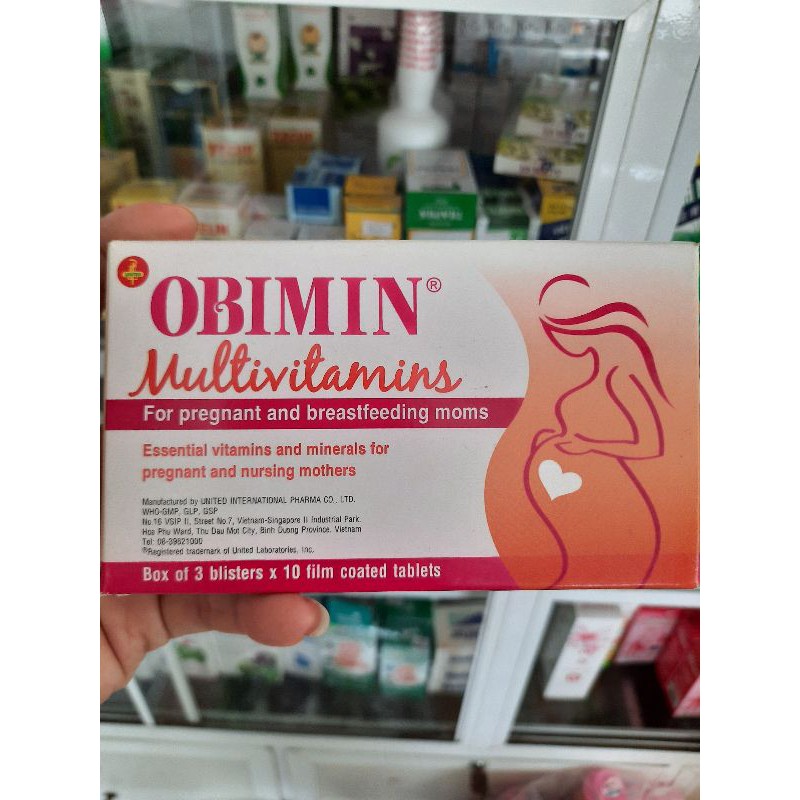 OBIMIN®
Multivitamins
For pregnant and breastfeeding moms
Essential vitamins and minerals for
pregnant and nursing mothers
Manufactured by UNITED INTERNATIONAL PHARMA CO., LTD.
WHO-GMP, GLP, GSP
No.16 VSIP II, Street No.7, Vietnam-Singapore II Industrial Park.
Hoa Phu Ward, Thu Dau Mot City, Binh Duong Province. Vietnam
Tel: 08-39621000
®Registered trademark of United Laboratories, Inc.
Box of 3 blisters x 10 film coated tablets